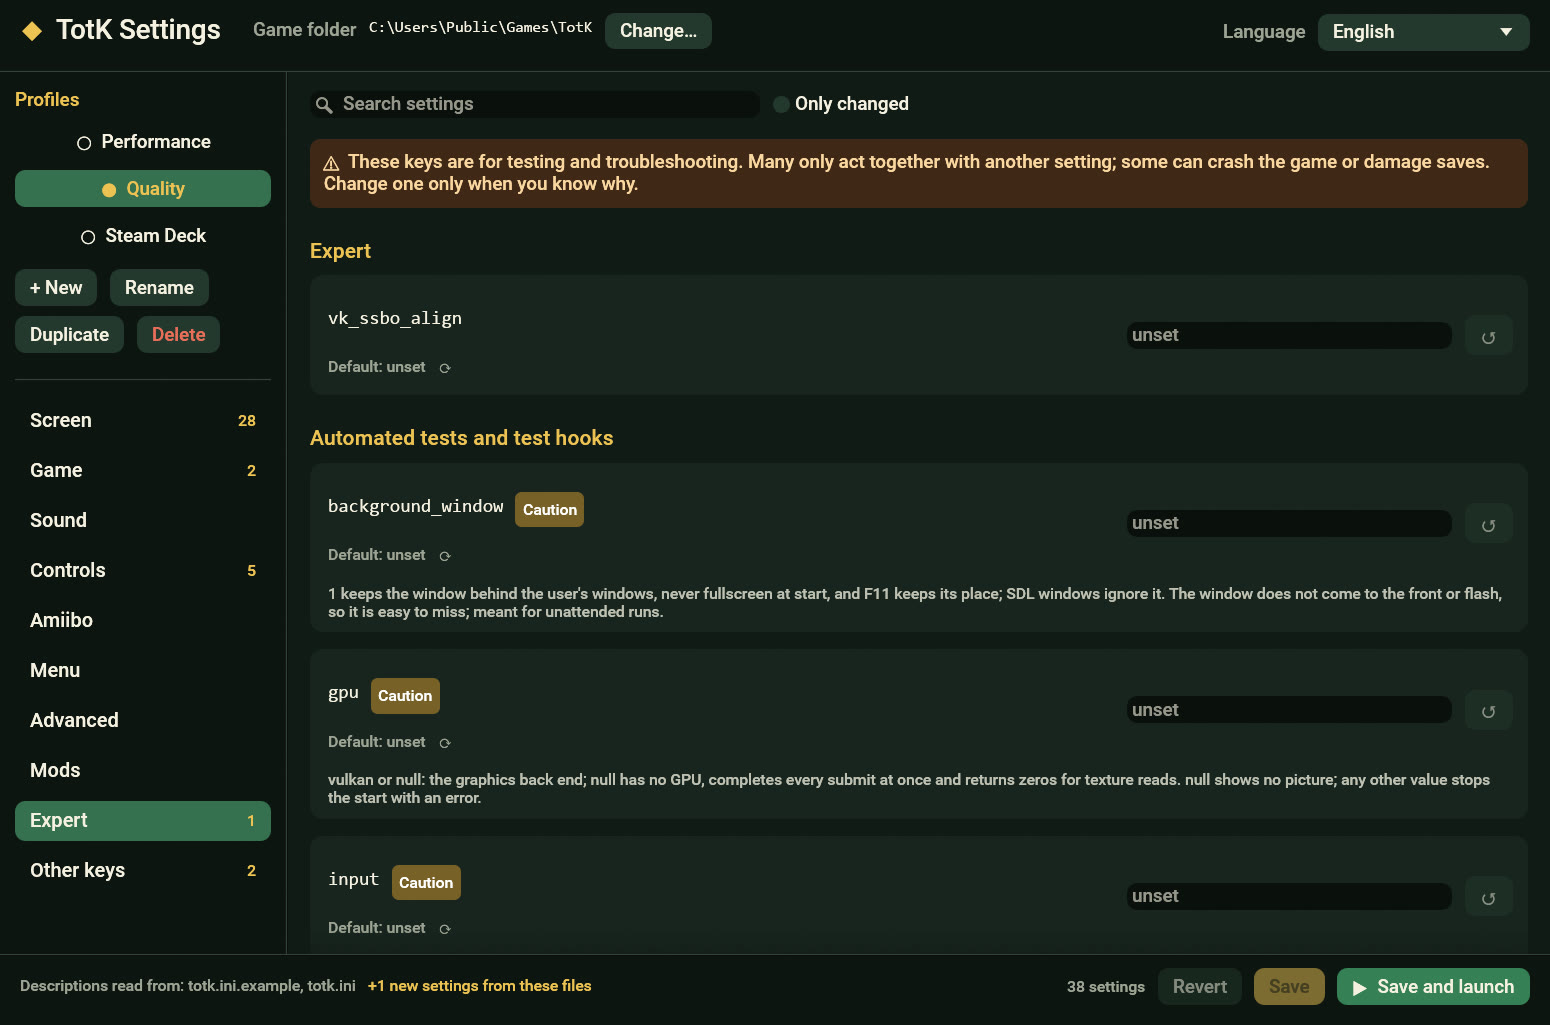 TotK Settings
Game folder C:\Users\Public\Games\TotK Change...
Language English
Profiles
Performance
Quality
Steam Deck
+ New Rename
Duplicate Delete
Screen 28
Game 2
Sound
Controls 5
Amiibo
Menu
Advanced
Mods
Expert 1
Other keys 2
Search settings Only changed
These keys are for testing and troubleshooting. Many only act together with another setting; some can crash the game or damage saves.
Change one only when you know why.
Expert
vk_ssbo_align
unset
Default: unset
Automated tests and test hooks
background_window Caution
unset
Default: unset
1 keeps the window behind the user's windows, never fullscreen at start, and F11 keeps its place; SDL windows ignore it. The window does not come to the front or flash,
so it is easy to miss; meant for unattended runs.
gpu Caution
unset
Default: unset
vulkan or null: the graphics back end; null has no GPU, completes every submit at once and returns zeros for texture reads. null shows no picture; any other value stops
the start with an error.
input Caution
unset
Default: unset
Descriptions read from: totk.ini.example, totk.ini +1 new settings from these files
38 settings Revert Save Save and launch